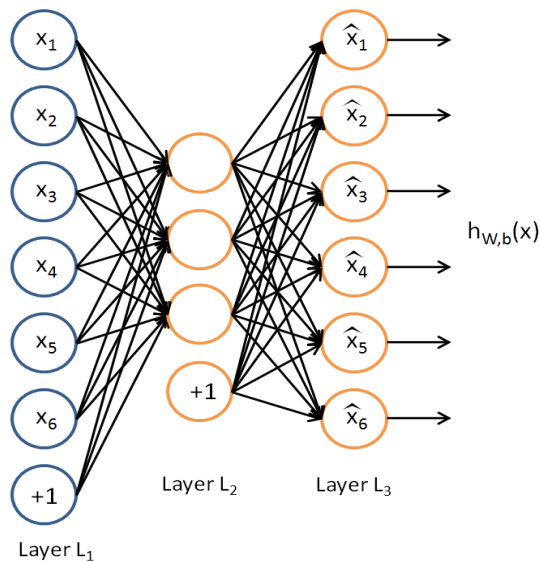 x₁
x₂
x₃
x₄
x₅
x₆
+1
Layer L₁
+1
Layer L₂
x̂₁
x̂₂
x̂₃
x̂₄
x̂₅
x̂₆
Layer L₃
h_{W,b}(x)